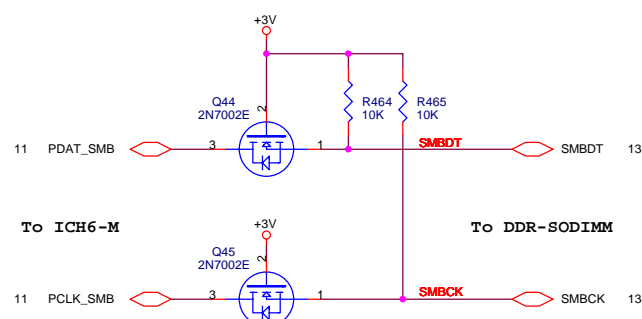 +3V
Q44
2N7002E
2
R464
10K
R465
10K
11 PDAT_SMB 3 1 SMBDT SMBDT 13
To ICH6-M
To DDR-SODIMM
+3V
Q45
2N7002E
2
11 PCLK_SMB 3 1 SMBCK SMBCK 13